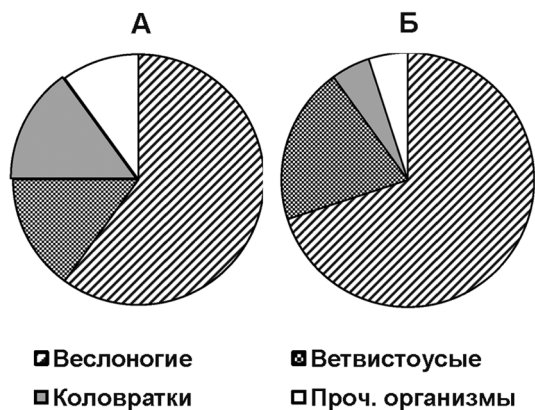 А Б
Веслоногие Ветвистоусые
Коловратки Проч. организмы